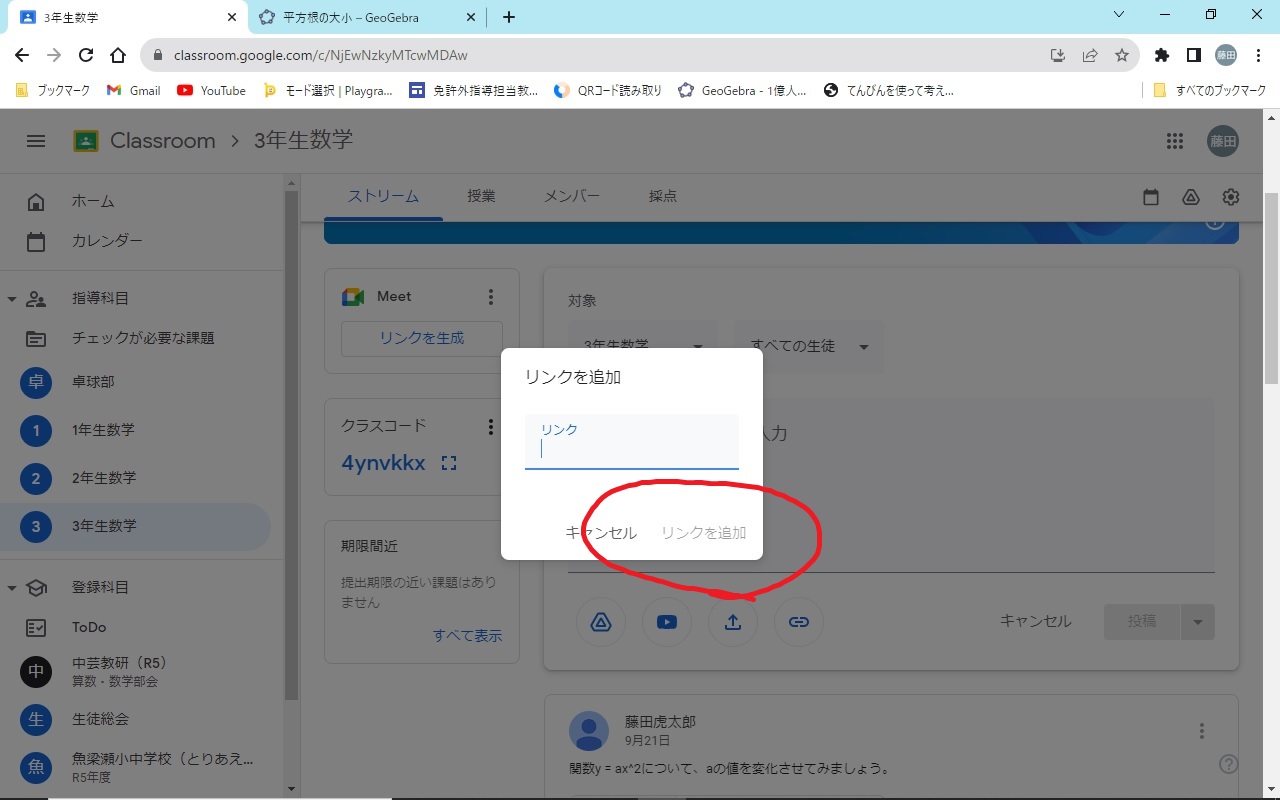 3年生数学
平方根の大小 – GeoGebra
classroom.google.com/c/NjEwNzkyMTcwMDAw
藤田
ブックマーク
Gmail
YouTube
モード選択 | Playgra...
免許外指導担当教...
QRコード読み取り
GeoGebra - 1億人...
てんびんを使って考え...
すべてのブックマーク
Classroom > 3年生数学
藤田
ホーム
カレンダー
指導科目
チェックが必要な課題
卓 卓球部
1 1年生数学
2 2年生数学
3 3年生数学
登録科目
ToDo
中 中芸教研（R5）
算数・数学部会
生 生徒総会
魚 魚梁瀬小中学校（とりあえ...
R5年度
ストリーム 授業 メンバー 採点
Meet
リンクを生成
クラスコード
4ynvkkx
期限間近
提出期限の近い課題はあり
ません
すべて表示
対象
3年生数学 すべての生徒
入力
リンクを追加
リンク
キャンセル リンクを追加
キャンセル 投稿
藤田虎太郎
9月21日
関数y = ax^2について、aの値を変化させてみましょう。